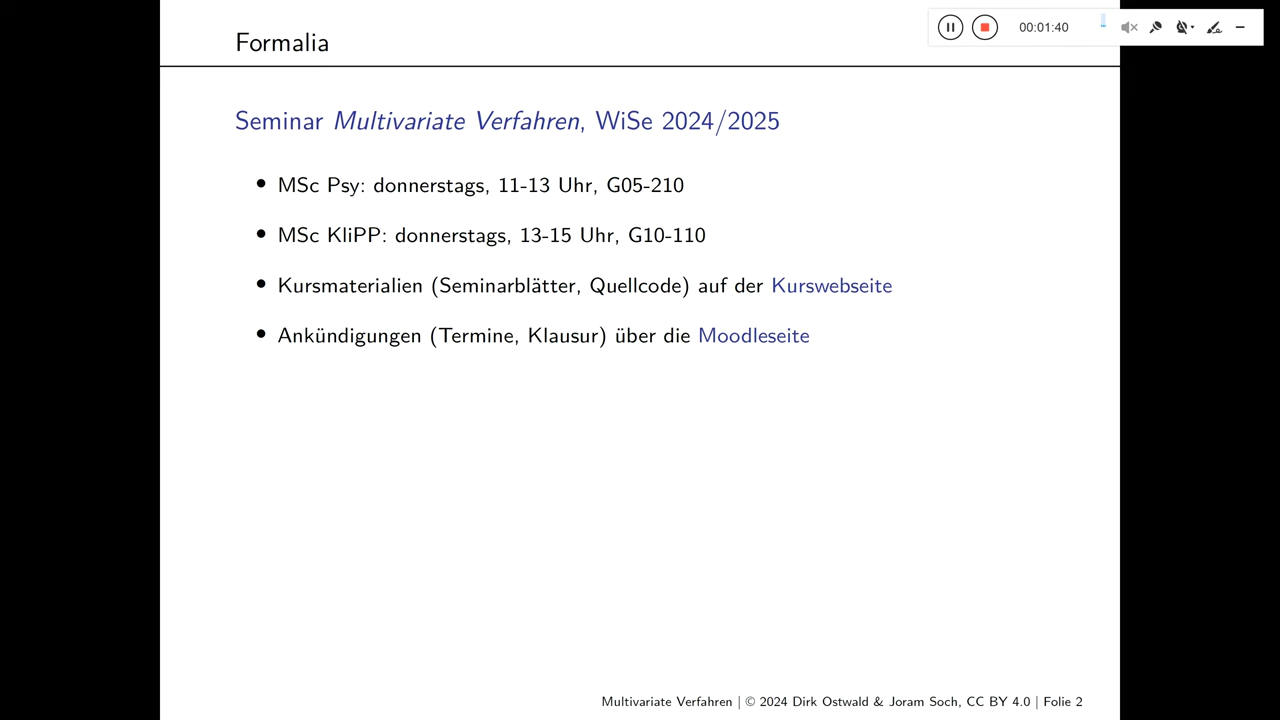 Formalia
00:01:40
Seminar Multivariate Verfahren, WiSe 2024/2025
• MSc Psy: donnerstags, 11-13 Uhr, G05-210
• MSc KliPP: donnerstags, 13-15 Uhr, G10-110
• Kursmaterialien (Seminarblätter, Quellcode) auf der Kurswebseite
• Ankündigungen (Termine, Klausur) über die Moodleseite
Multivariate Verfahren | © 2024 Dirk Ostwald & Joram Soch, CC BY 4.0 | Folie 2